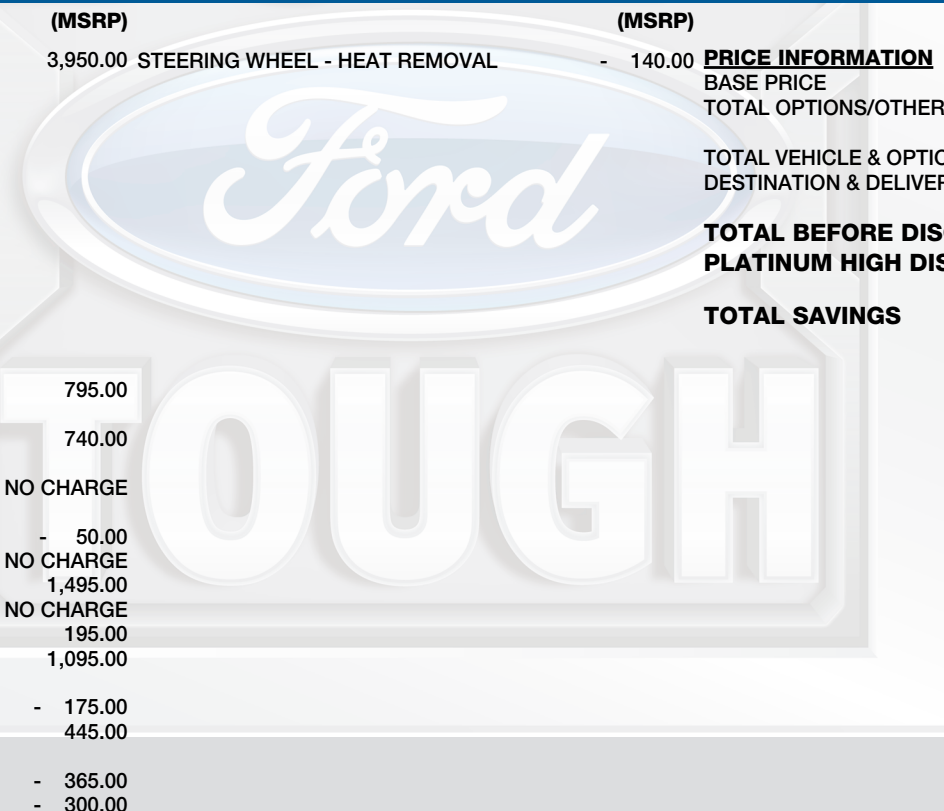 (MSRP) (MSRP)
3,950.00 STEERING WHEEL - HEAT REMOVAL - 140.00 PRICE INFORMATION
BASE PRICE
TOTAL OPTIONS/OTHER
TOTAL VEHICLE & OPTIO
DESTINATION & DELIVER
TOTAL BEFORE DISC
PLATINUM HIGH DIS
TOTAL SAVINGS
Ford
TOUGH
795.00
740.00
NO CHARGE
- 50.00
NO CHARGE
1,495.00
NO CHARGE
195.00
1,095.00
- 175.00
445.00
- 365.00
- 300.00